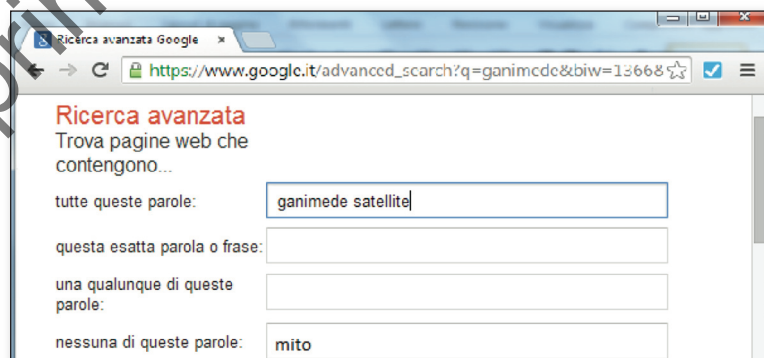 Ricerca avanzata Google
https://www.google.it/advanced_search?q=ganimede&biw=13668
Ricerca avanzata
Trova pagine web che
contengono...
tutte queste parole:
ganimede satellite
questa esatta parola o frase:
una qualunque di queste
parole:
nessuna di queste parole:
mito